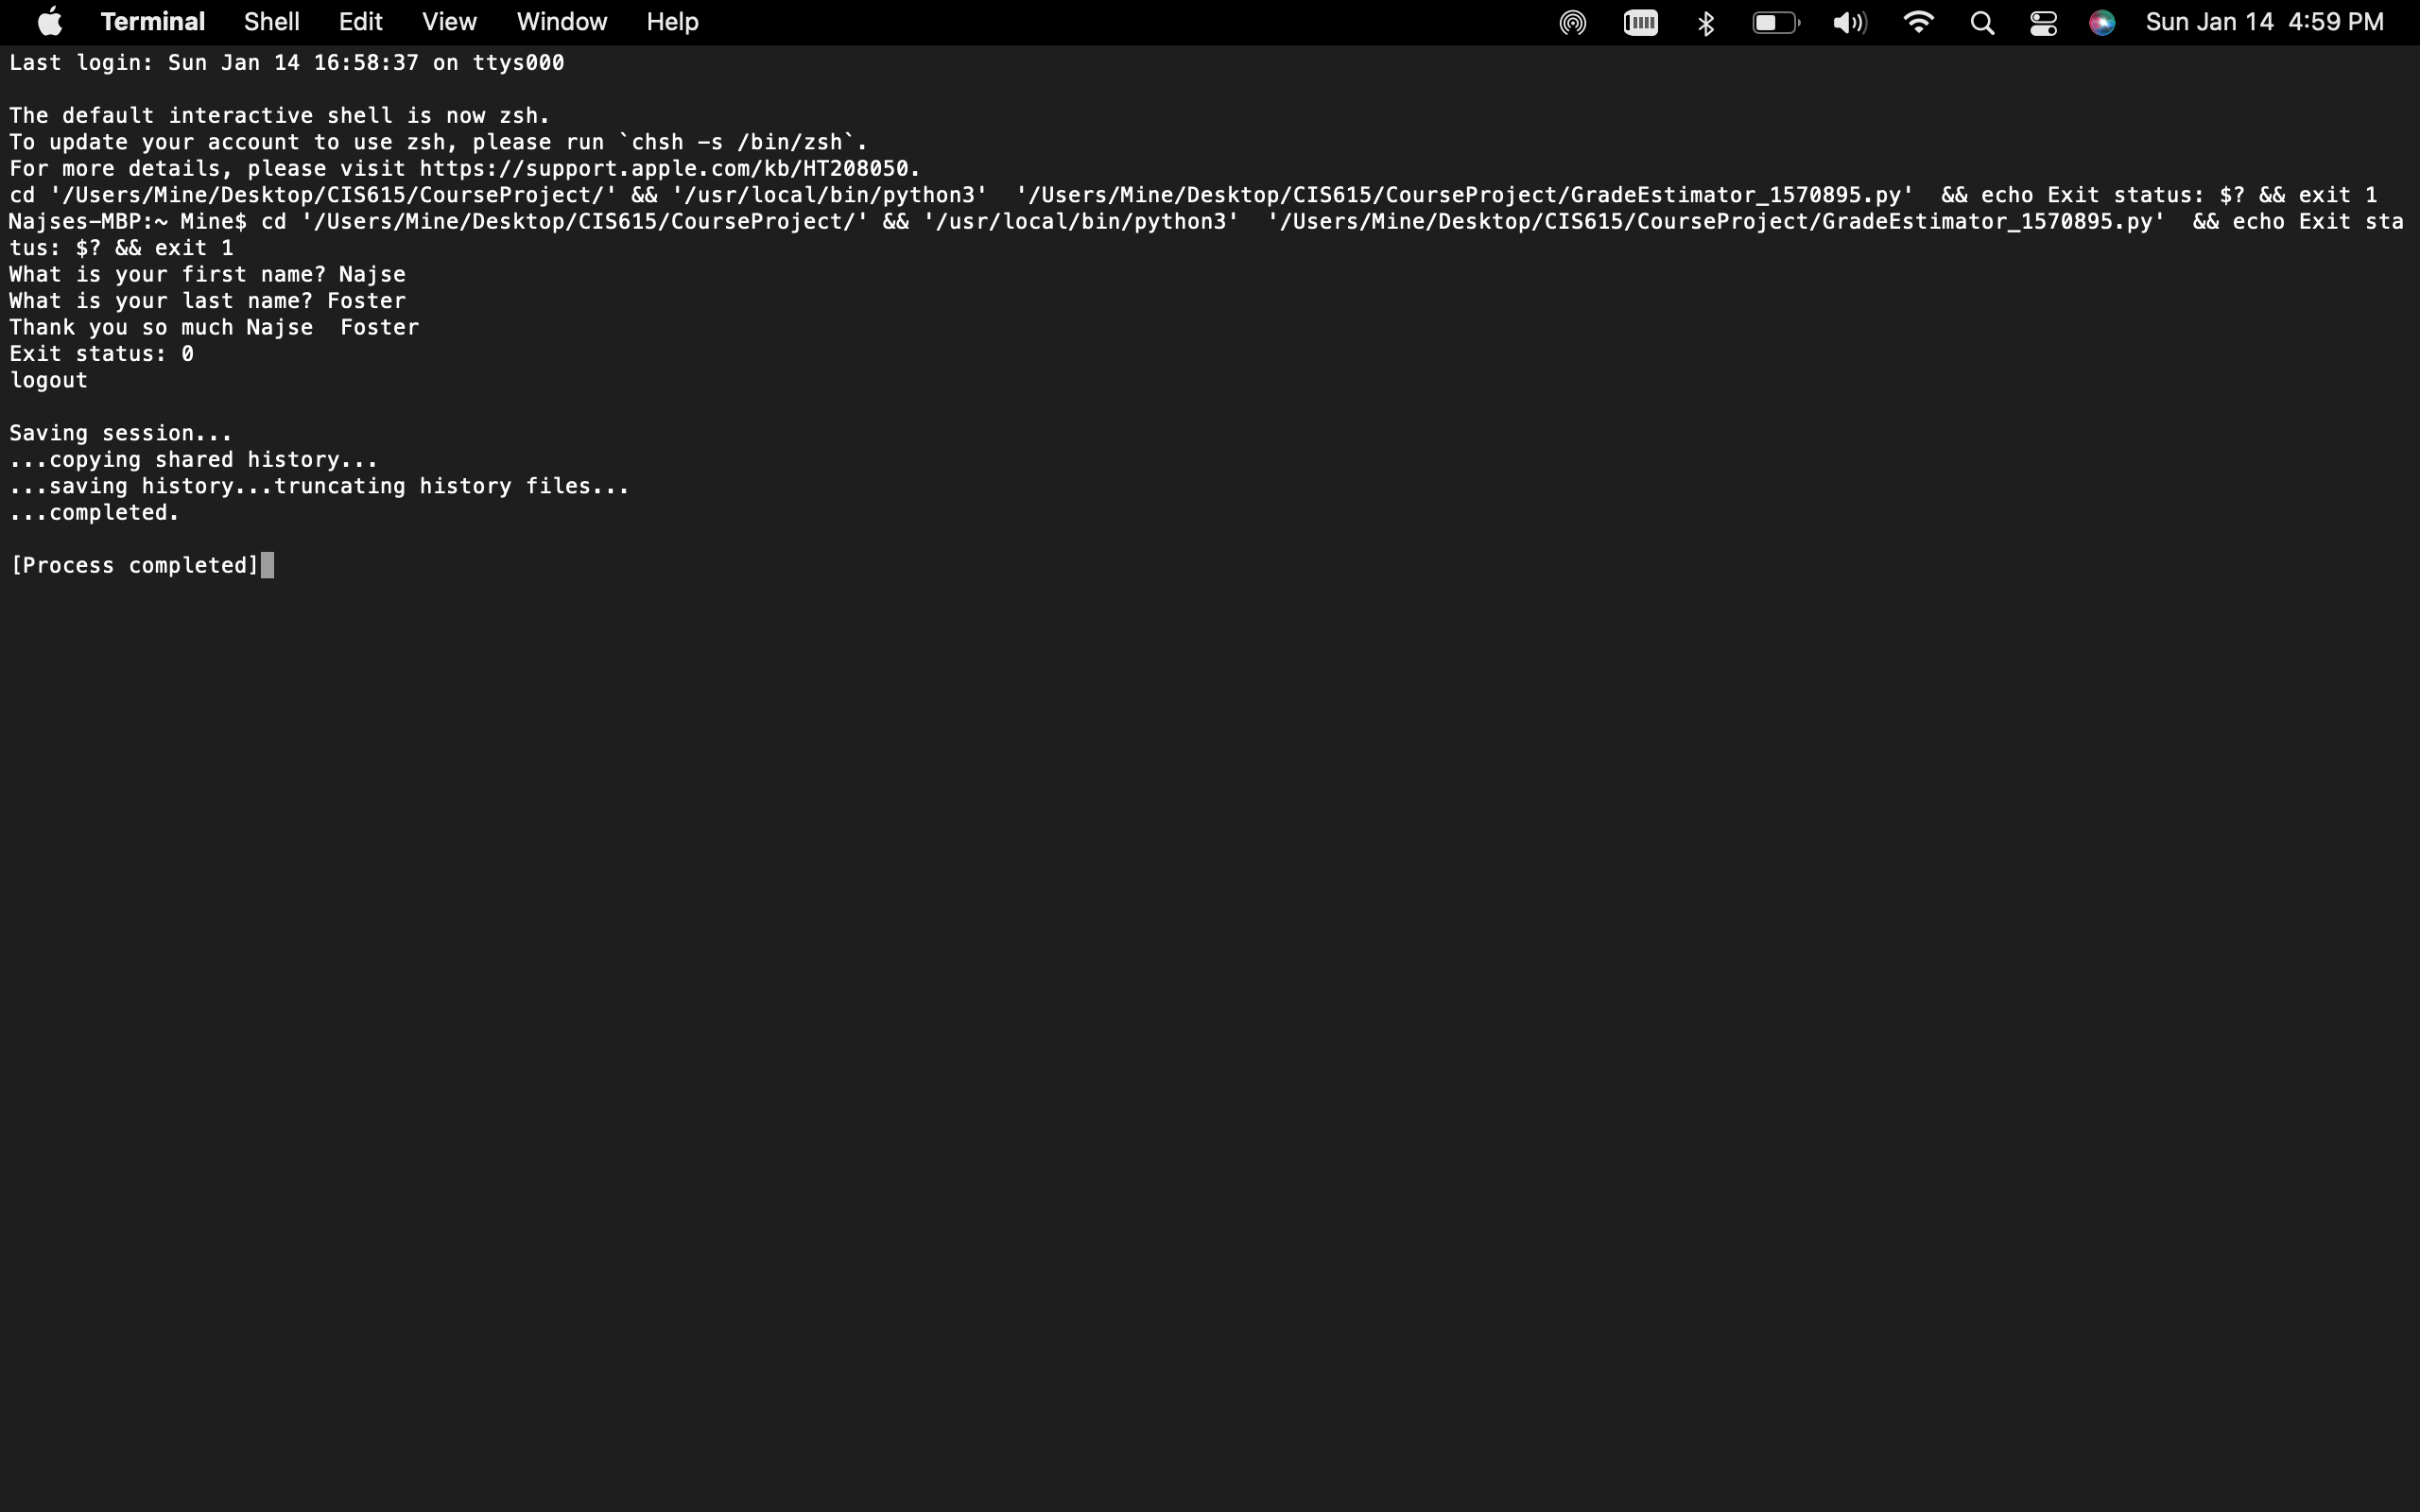 Terminal Shell Edit View Window Help Sun Jan 14 4:59 PM
Last login: Sun Jan 14 16:58:37 on ttys000
The default interactive shell is now zsh.
To update your account to use zsh, please run `chsh -s /bin/zsh`.
For more details, please visit https://support.apple.com/kb/HT208050.
cd '/Users/Mine/Desktop/CIS615/CourseProject/' && '/usr/local/bin/python3'  '/Users/Mine/Desktop/CIS615/CourseProject/GradeEstimator_1570895.py'  && echo Exit status: $? && exit 1
Najses-MBP:~ Mine$ cd '/Users/Mine/Desktop/CIS615/CourseProject/' && '/usr/local/bin/python3'  '/Users/Mine/Desktop/CIS615/CourseProject/GradeEstimator_1570895.py'  && echo Exit sta
tus: $? && exit 1
What is your first name? Najse
What is your last name? Foster
Thank you so much Najse  Foster
Exit status: 0
logout
Saving session...
...copying shared history...
...saving history...truncating history files...
...completed.
[Process completed]